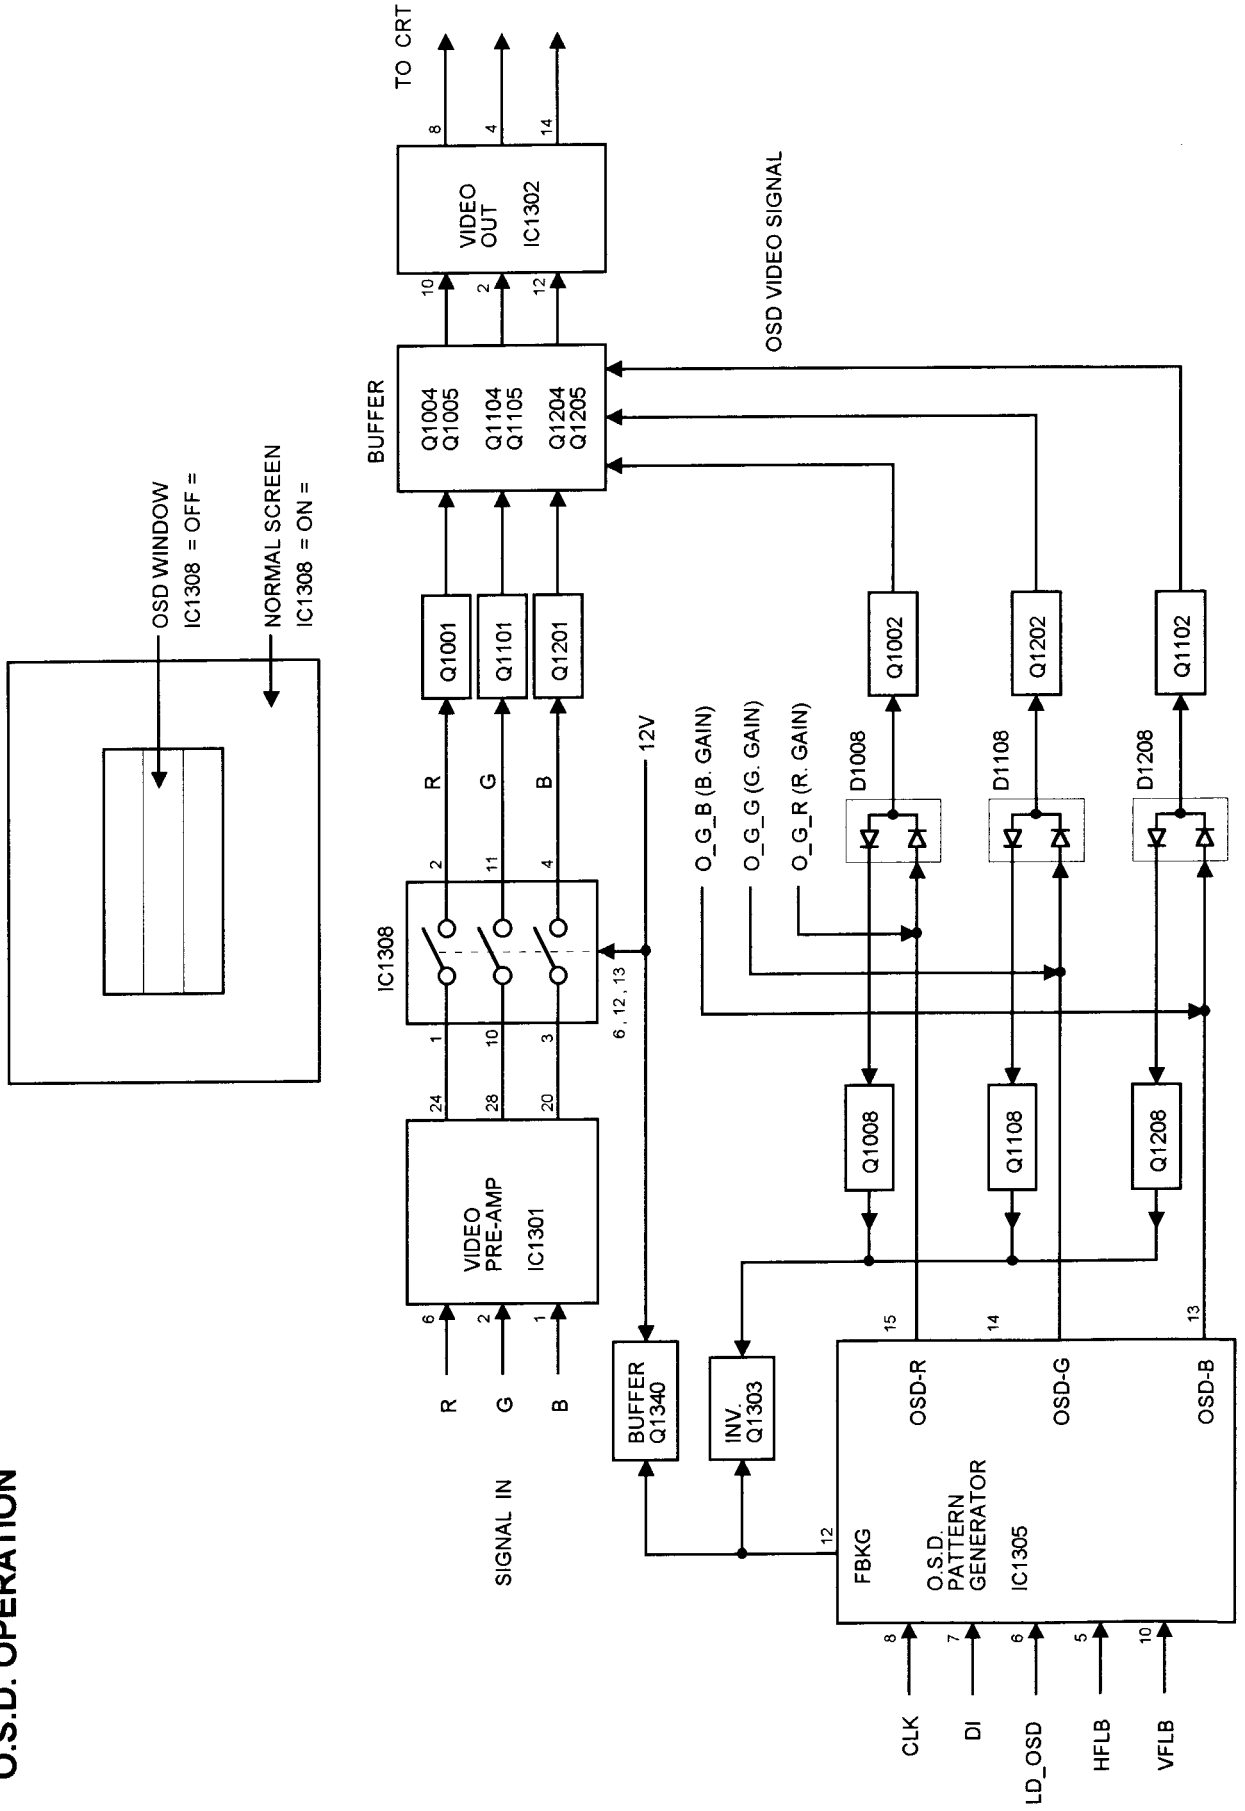 O.S.D. OPERATION
OSD WINDOW
IC1308 = OFF =
NORMAL SCREEN
IC1308 = ON =
SIGNAL IN
R
G
B
6
2
1
VIDEO
PRE-AMP
IC1301
24
28
20
1
10
3
IC1308
2
11
4
R
G
B
Q1001
Q1101
Q1201
BUFFER
Q1004
Q1005
Q1104
Q1105
Q1204
Q1205
10
2
12
VIDEO
OUT
IC1302
8
4
14
TO CRT
6 , 12 , 13
12V
BUFFER
Q1340
INV.
Q1303
O_G_B (B. GAIN)
O_G_G (G. GAIN)
O_G_R (R. GAIN)
OSD VIDEO SIGNAL
Q1008
D1008
Q1002
Q1108
D1108
Q1202
Q1208
D1208
Q1102
12
FBKG
O.S.D.
PATTERN
GENERATOR
IC1305
OSD-R
15
OSD-G
14
OSD-B
13
CLK
8
DI
7
LD_OSD
6
HFLB
5
VFLB
10